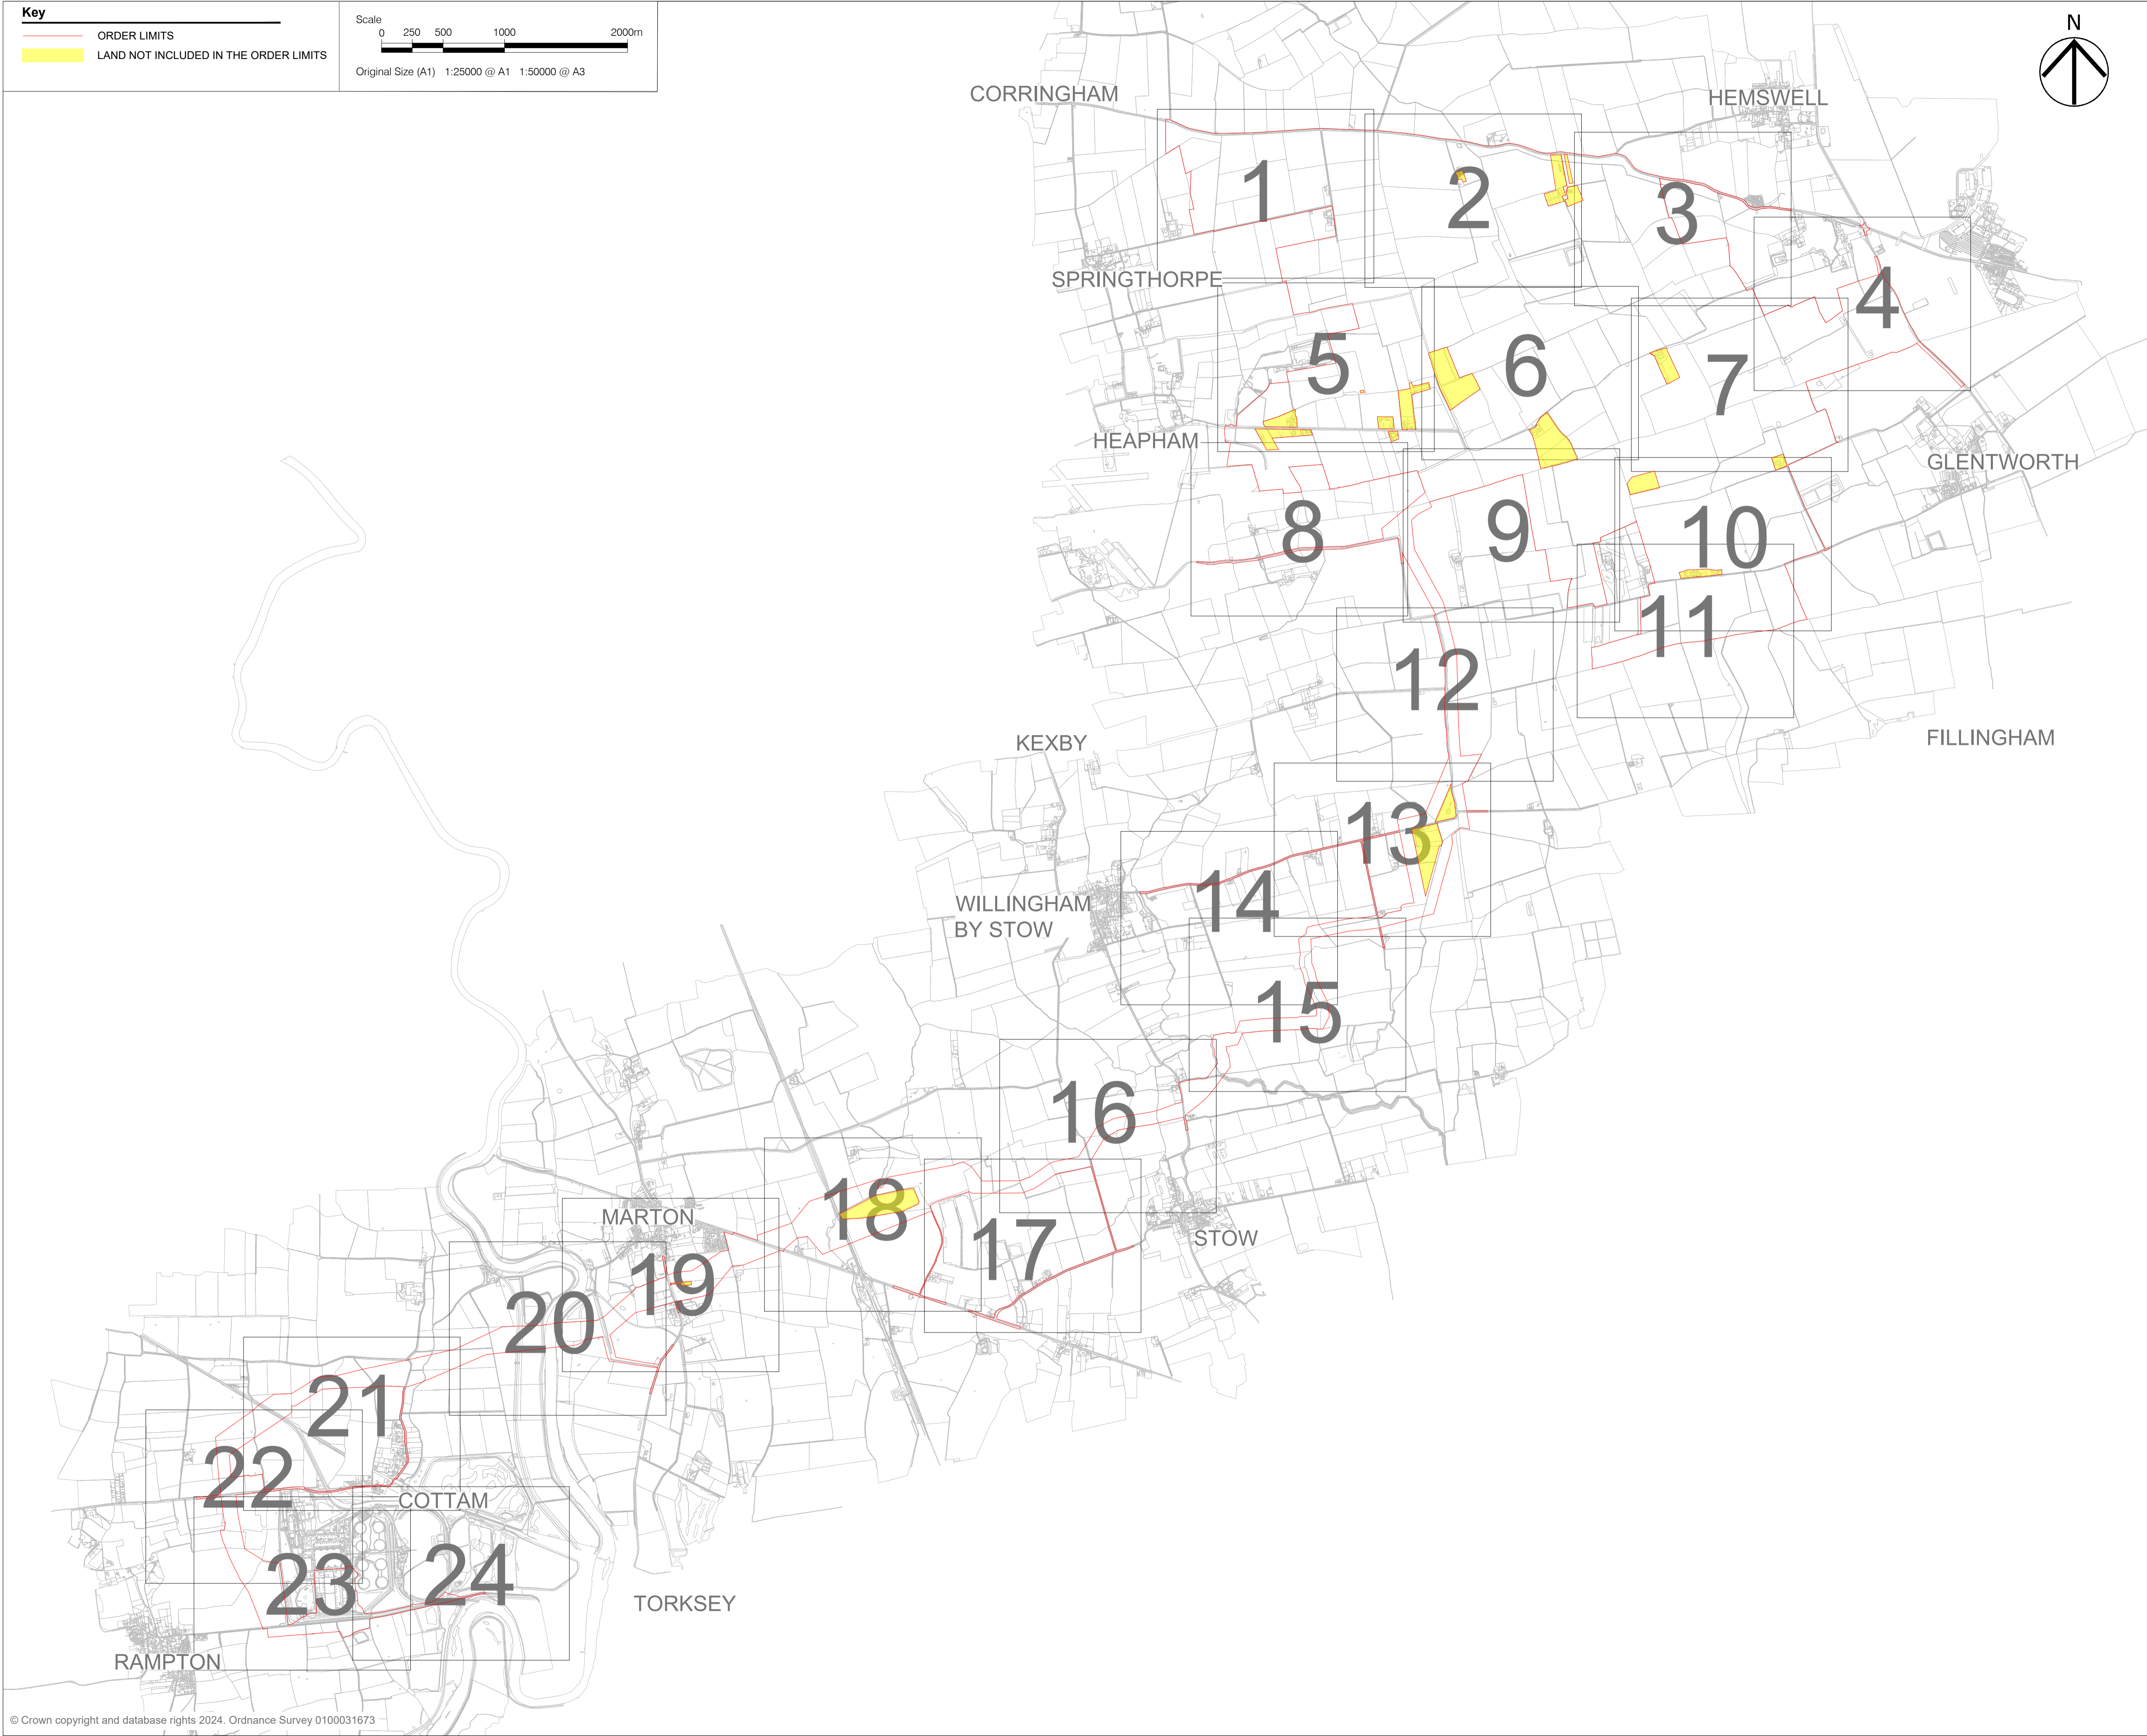 Key
ORDER LIMITS
LAND NOT INCLUDED IN THE ORDER LIMITS
Scale
0 250 500 1000 2000m
Original Size (A1) 1:25000 @ A1 1:50000 @ A3
N
CORRINGHAM
HEMSWELL
1
2
3
4
SPRINGTHORPE
5
6
7
HEAPHAM
GLENTWORTH
8
9
10
11
12
FILLINGHAM
KEXBY
13
14
WILLINGHAM
BY STOW
15
16
18
MARTON
17
STOW
19
20
21
22
COTTAM
23
24
TORKSEY
RAMPTON
© Crown copyright and database rights 2024. Ordnance Survey 0100031673